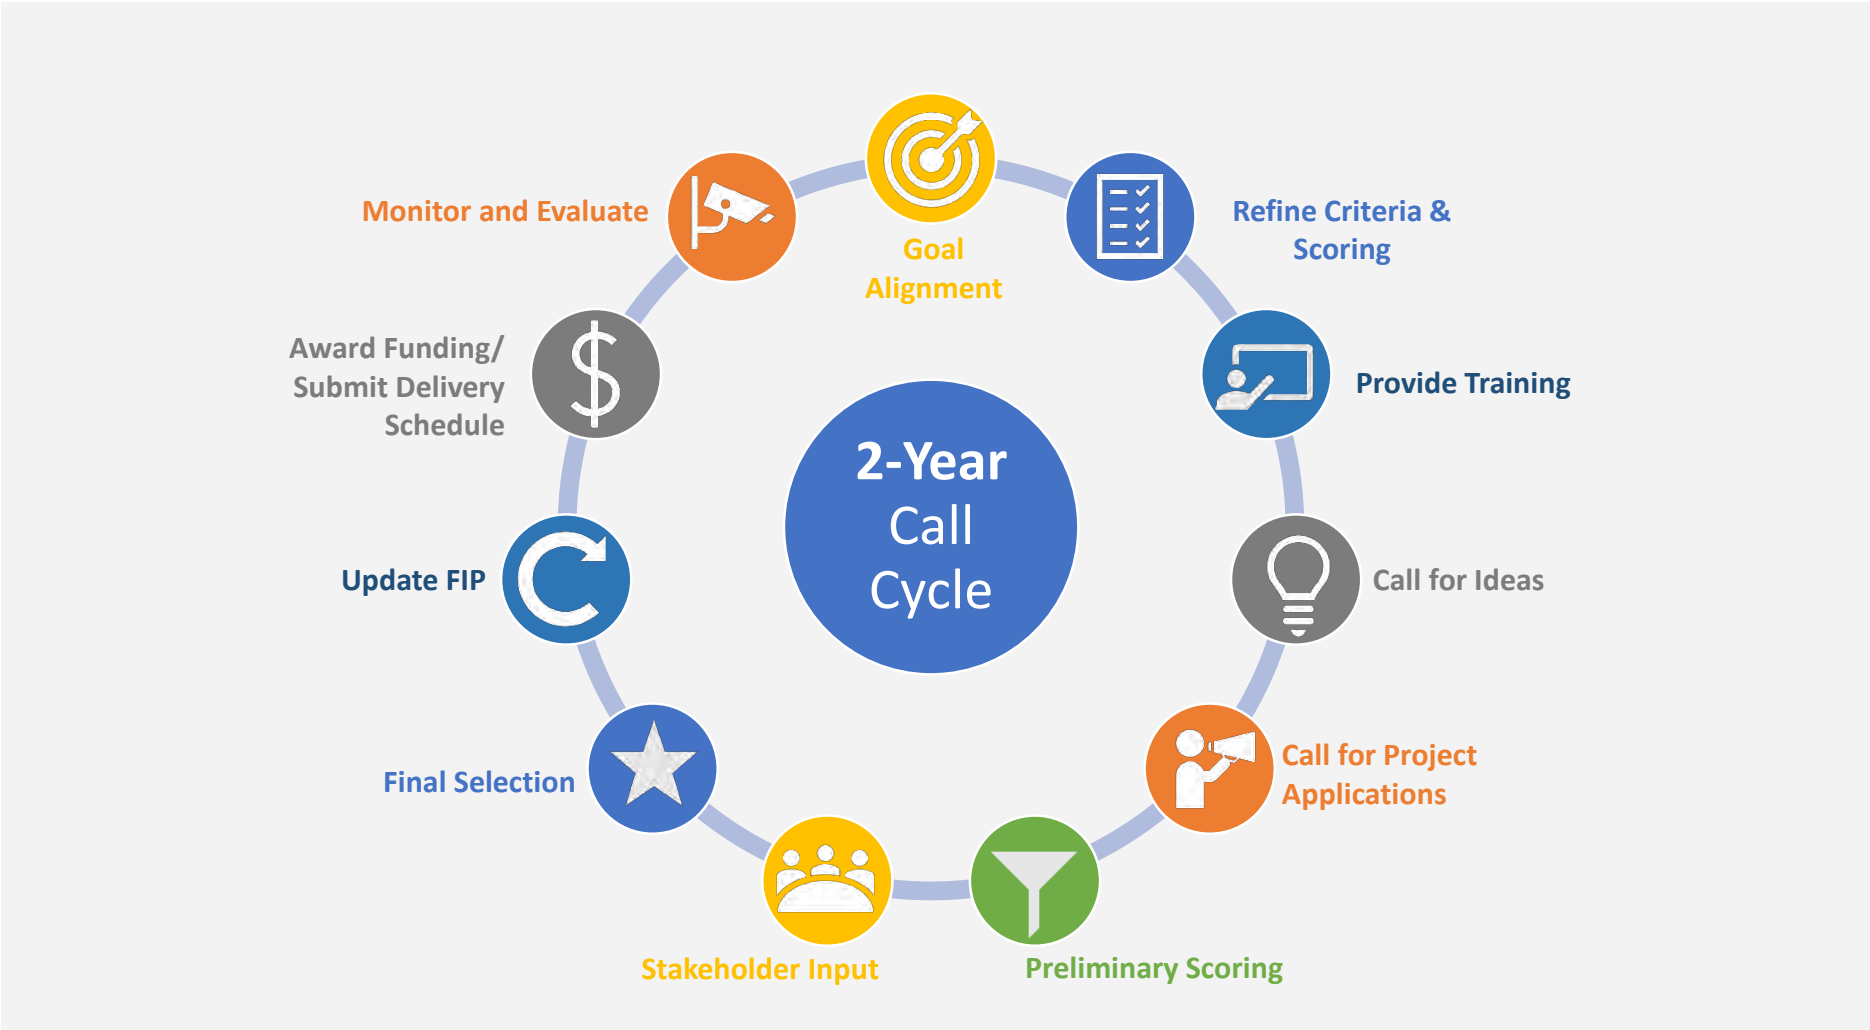 Goal
Alignment
Refine Criteria &
Scoring
Provide Training
Call for Ideas
Call for Project
Applications
Preliminary Scoring
Stakeholder Input
Final Selection
Update FIP
Award Funding/
Submit Delivery
Schedule
Monitor and Evaluate
2-Year
Call
Cycle